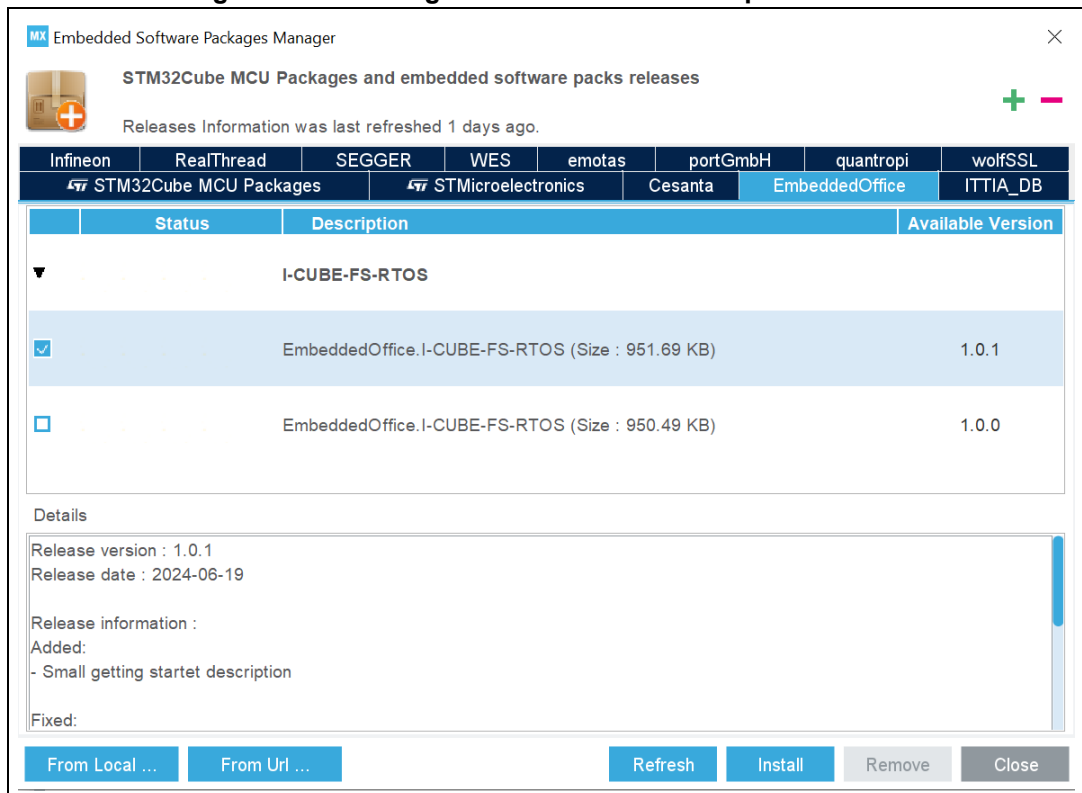 MX Embedded Software Packages Manager
STM32Cube MCU Packages and embedded software packs releases
Releases Information was last refreshed 1 days ago.
Infineon RealThread SEGGER WES emotas portGmbH quantropi wolfSSL
STM32Cube MCU Packages STMicroelectronics Cesanta EmbeddedOffice ITTIA_DB
Status Description Available Version
I-CUBE-FS-RTOS
EmbeddedOffice.I-CUBE-FS-RTOS (Size : 951.69 KB) 1.0.1
EmbeddedOffice.I-CUBE-FS-RTOS (Size : 950.49 KB) 1.0.0
Details
Release version : 1.0.1
Release date : 2024-06-19
Release information :
Added:
- Small getting startet description
Fixed:
From Local ... From Url ... Refresh Install Remove Close